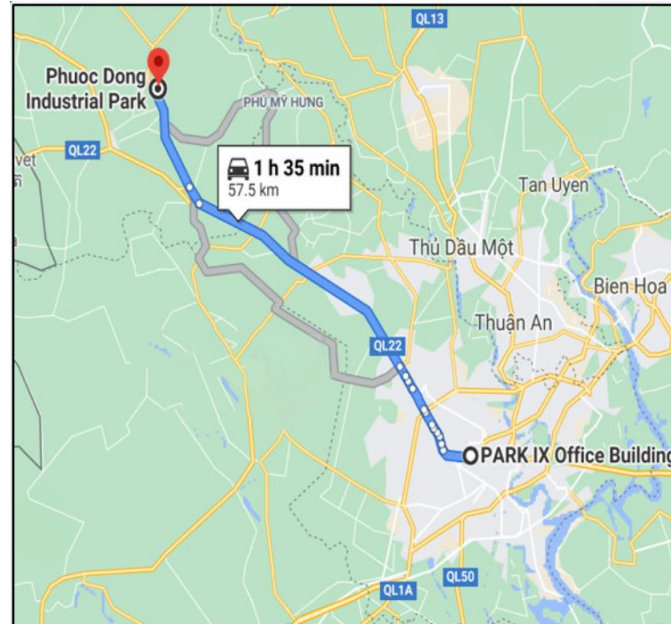 QL13
Phuoc Dong
Industrial Park
PHÚ MỸ HƯNG
QL22
1 h 35 min
57.5 km
Tan Uyen
Thủ Dầu Một
Bien Hoa
Thuận An
QL22
PARK IX Office Building
QL50
QL1A